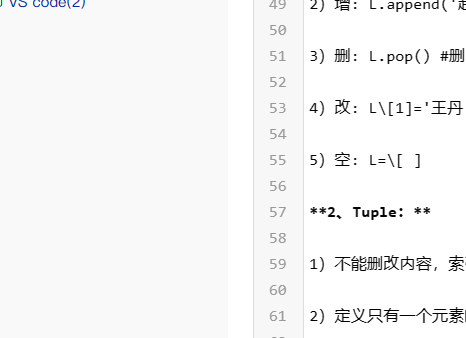 VS code(2)
49 2) 增: L.append('
50
51 3) 删: L.pop() #删
52
53 4) 改: L\[1]='王丹
54
55 5) 空: L=\[ ]
56
57 **2、Tuple: **
58
59 1) 不能删改内容，索
60
61 2) 定义只有一个元素